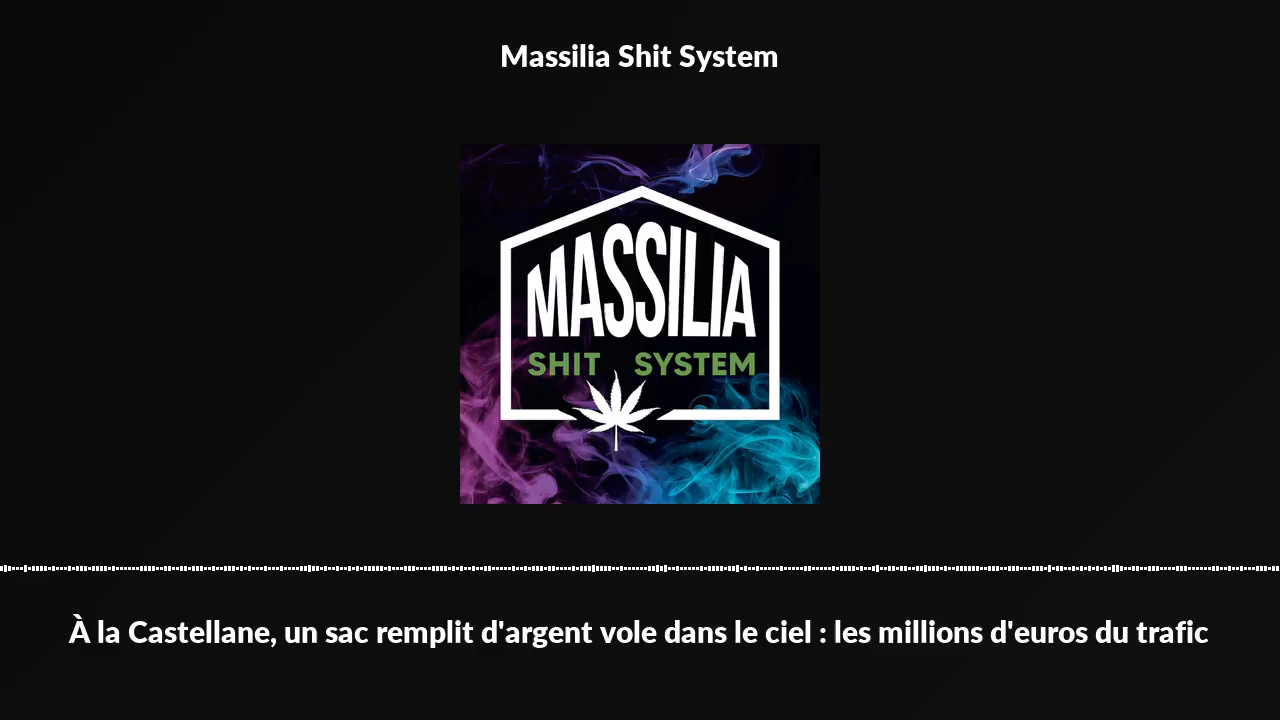 Massilia Shit System
MASSILIA
SHIT SYSTEM
À la Castellane, un sac remplit d'argent vole dans le ciel : les millions d'euros du trafic